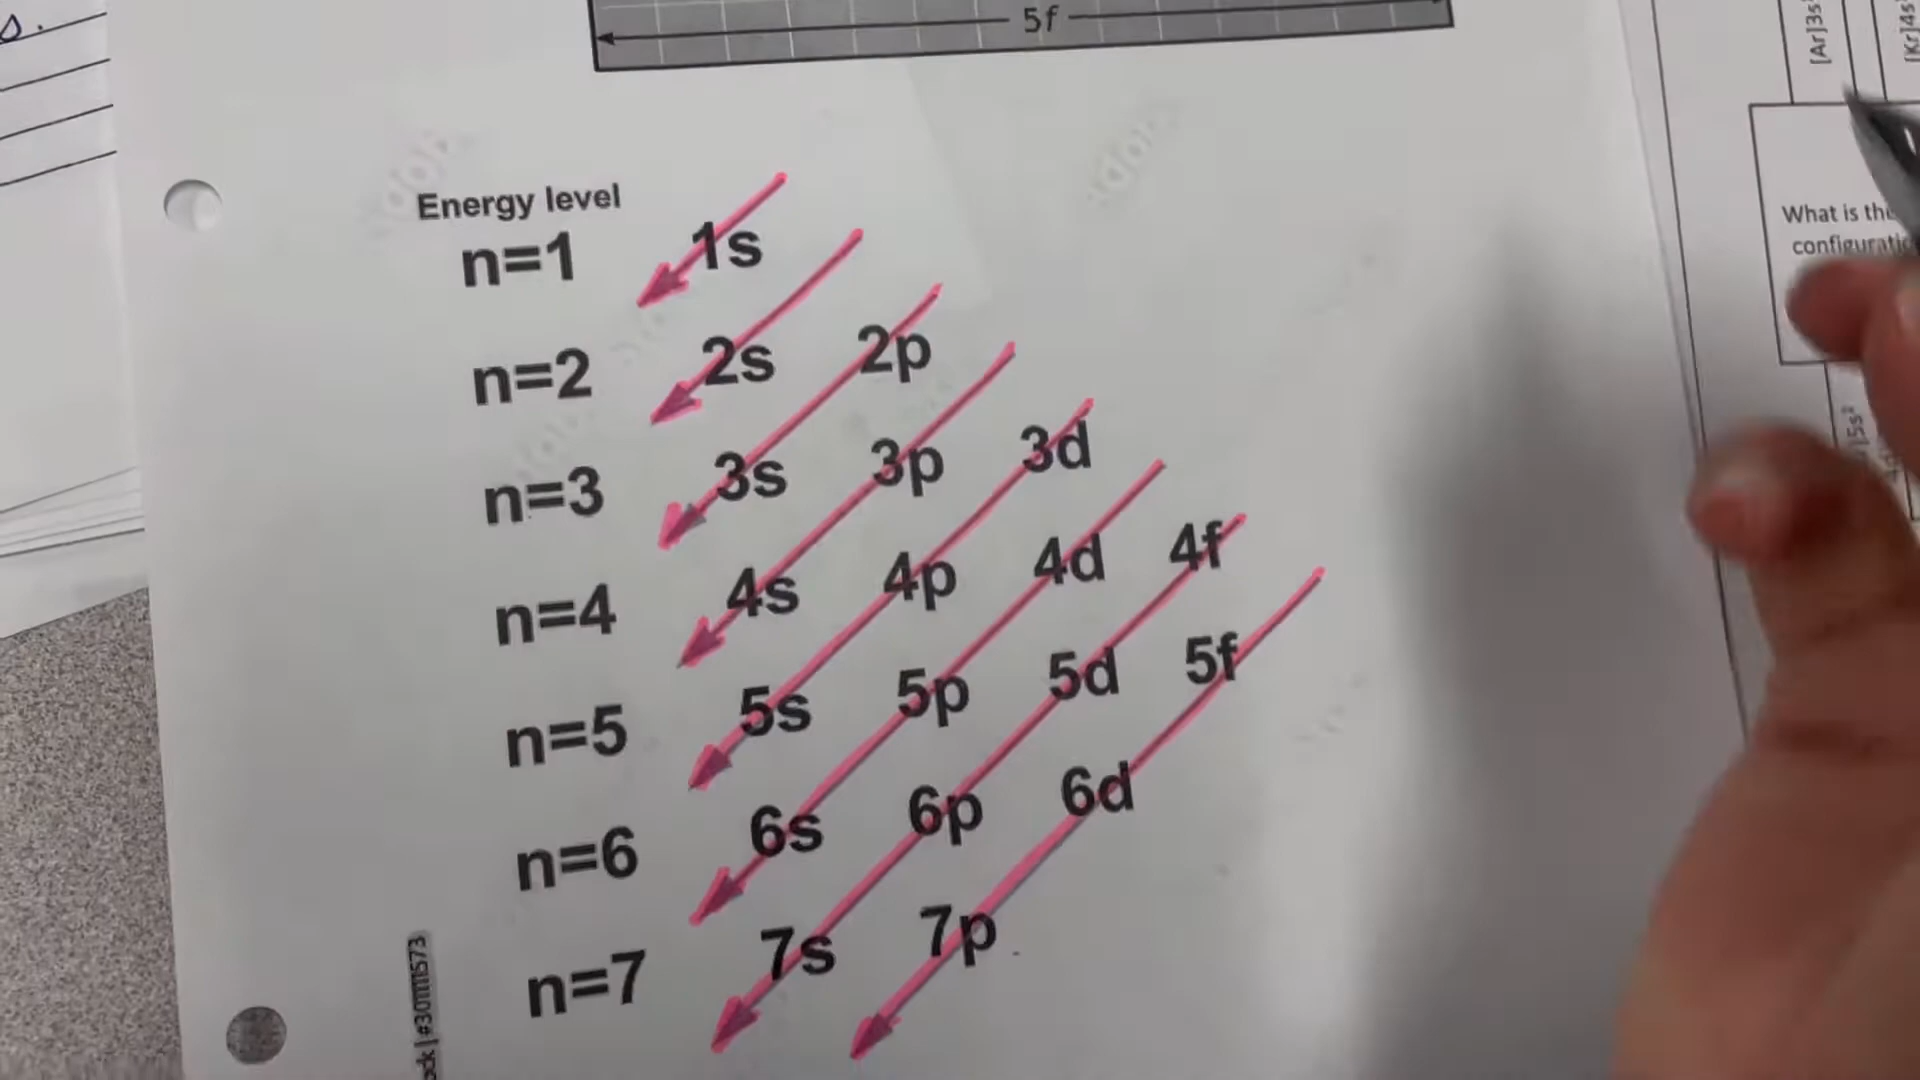 5f
[Ar]3s
[Kr]4s
Energy level
n=1 1s
n=2 2s 2p
What is the
3s 3p 3d
n=3
4s 4p 4d 4f
n=4
5s 5p 5d 5f
n=5
6s 6p 6d
n=6
7s 7p
n=7
5s²